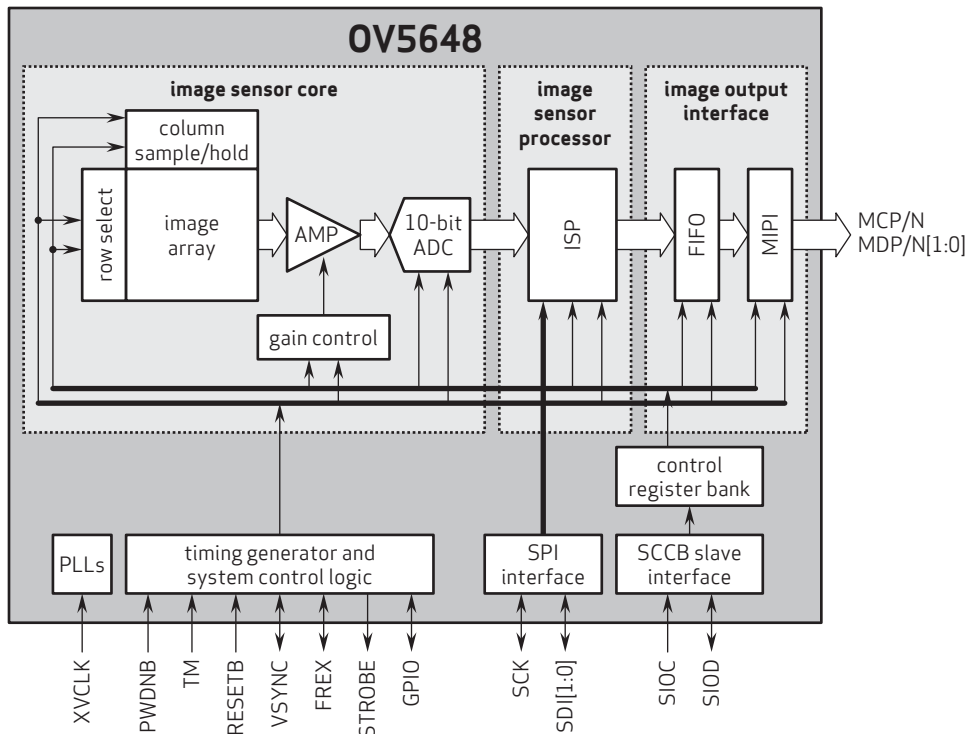 OV5648
image sensor core
image
sensor
processor
image output
interface
column
sample/hold
row select
image
array
AMP
10-bit
ADC
ISP
FIFO
MIPI
MCP/N
MDP/N[1:0]
gain control
control
register bank
PLLs
timing generator and
system control logic
SPI
interface
SCCB slave
interface
XVCLK
PWDNB
TM
RESETB
VSYNC
FREX
STROBE
GPIO
SCK
SDI[1:0]
SIOC
SIOD